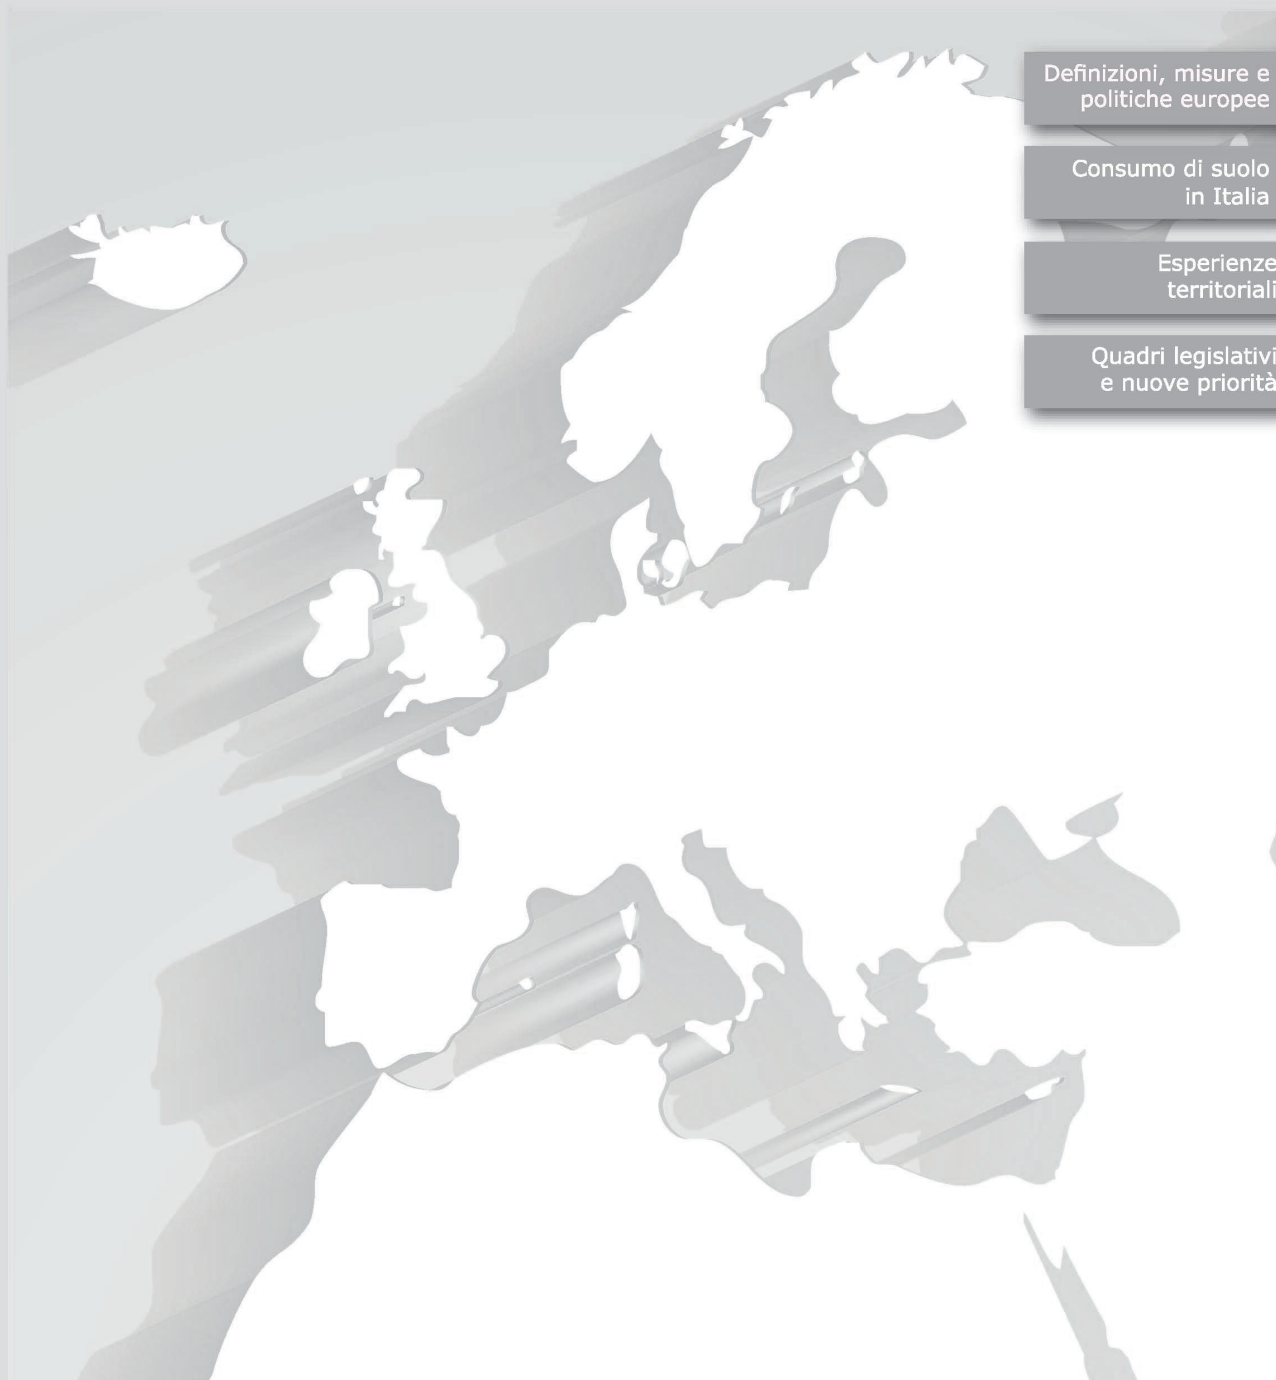 Definizioni, misure e
politiche europee
Consumo di suolo
in Italia
Esperienze
territoriali
Quadri legislativi
e nuove priorità